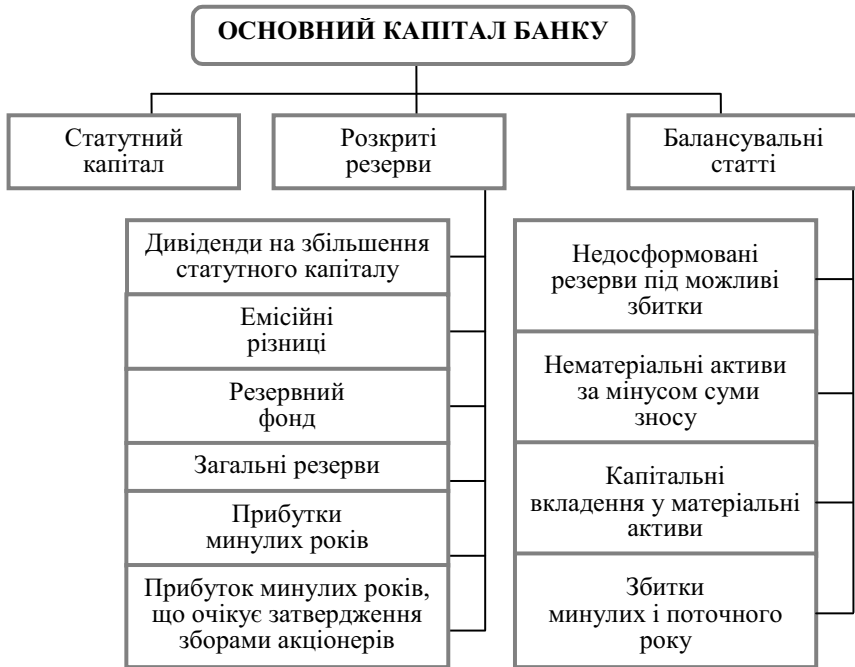 ОСНОВНИЙ КАПІТАЛ БАНКУ
Статутний
капітал
Розкриті
резерви
Балансувальні
статті
Дивіденди на збільшення
статутного капіталу
Емісійні
різниці
Резервний
фонд
Загальні резерви
Прибутки
минулих років
Прибуток минулих років,
що очікує затвердження
зборами акціонерів
Недосформовані
резерви під можливі
збитки
Нематеріальні активи
за мінусом суми
зносу
Капітальні
вкладення у матеріальні
активи
Збитки
минулих і поточного
року